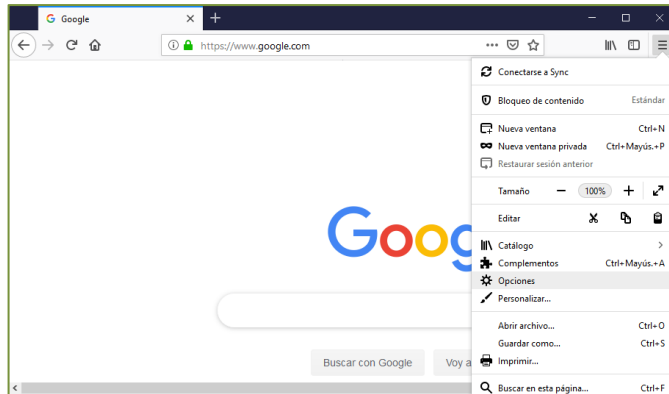 Google
https://www.google.com
Conectarse a Sync
Bloqueo de contenido Estándar
Nueva ventana Ctrl+N
Nueva ventana privada Ctrl+Mayús.+P
Restaurar sesión anterior
Tamaño 100%
Editar
Catálogo
Complementos Ctrl+Mayús.+A
Opciones
Personalizar...
Abrir archivo... Ctrl+O
Guardar como... Ctrl+S
Imprimir...
Buscar en esta página... Ctrl+F
Goog
Buscar con Google Voy a